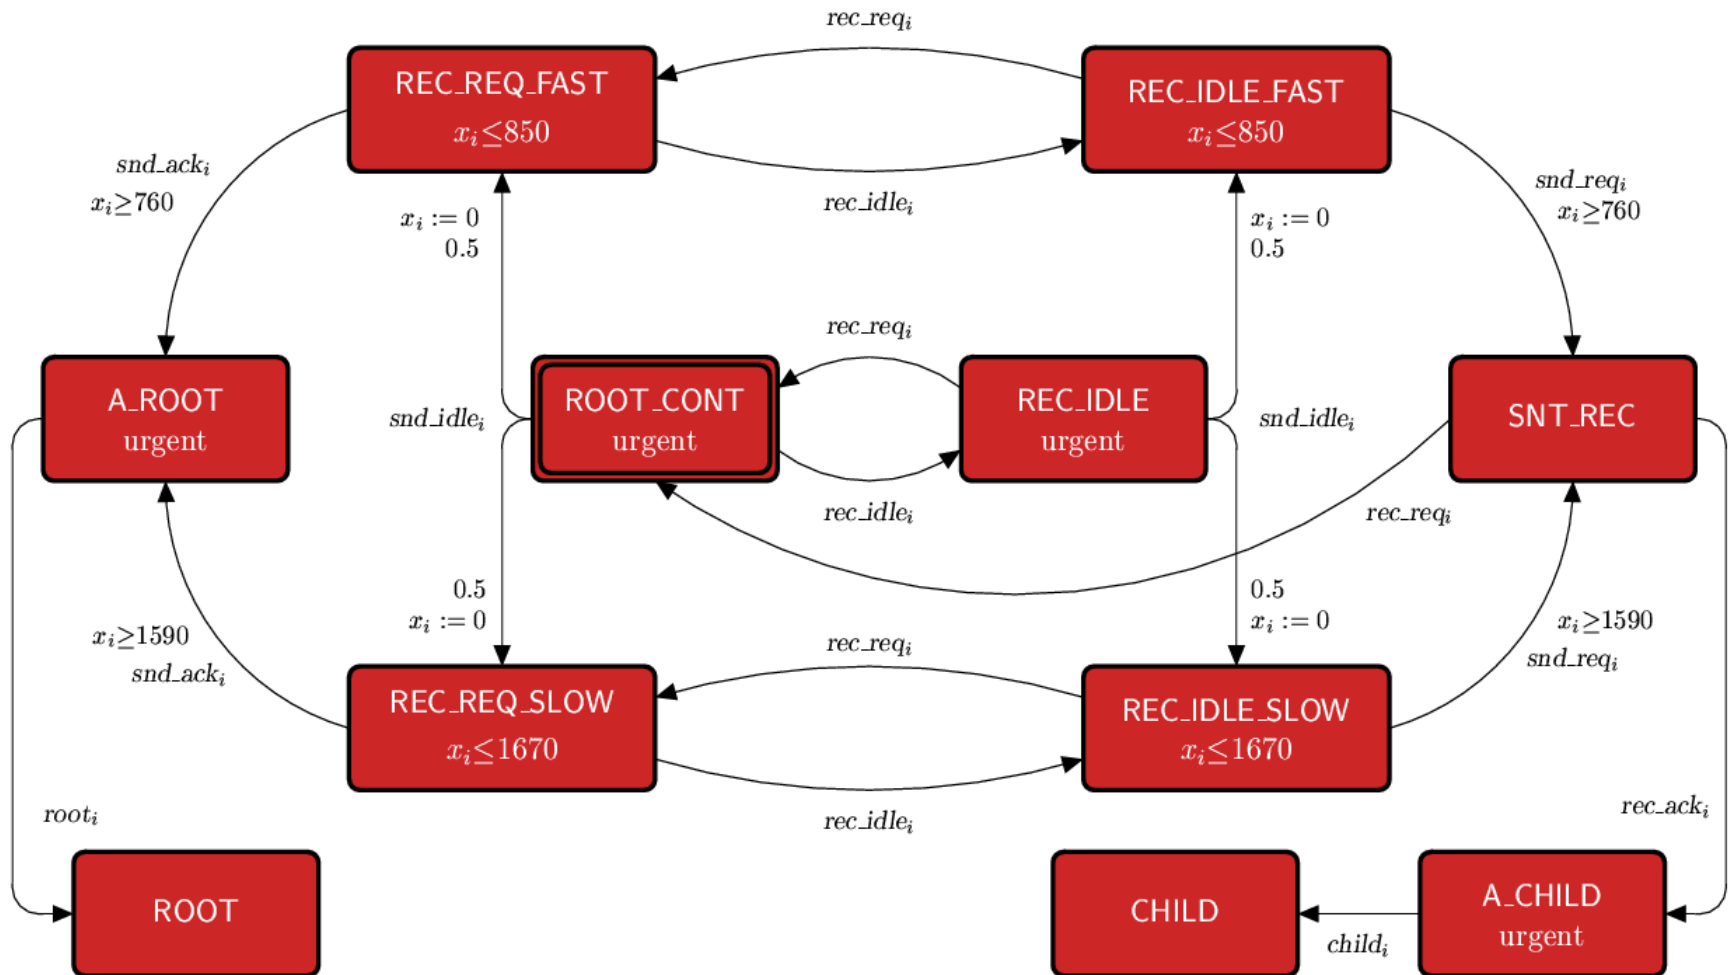 rec_req_i
REC_REQ_FAST
x_i≤850
REC_IDLE_FAST
x_i≤850
snd_ack_i
x_i≥760
snd_req_i
x_i≥760
rec_idle_i
x_i := 0
0.5
x_i := 0
0.5
rec_req_i
A_ROOT
urgent
snd_idle_i
ROOT_CONT
urgent
REC_IDLE
urgent
snd_idle_i
SNT_REC
rec_idle_i
rec_req_i
0.5
x_i := 0
0.5
x_i := 0
x_i≥1590
snd_ack_i
rec_req_i
x_i≥1590
snd_req_i
REC_REQ_SLOW
x_i≤1670
REC_IDLE_SLOW
x_i≤1670
root_i
rec_idle_i
rec_ack_i
ROOT
CHILD
child_i
A_CHILD
urgent